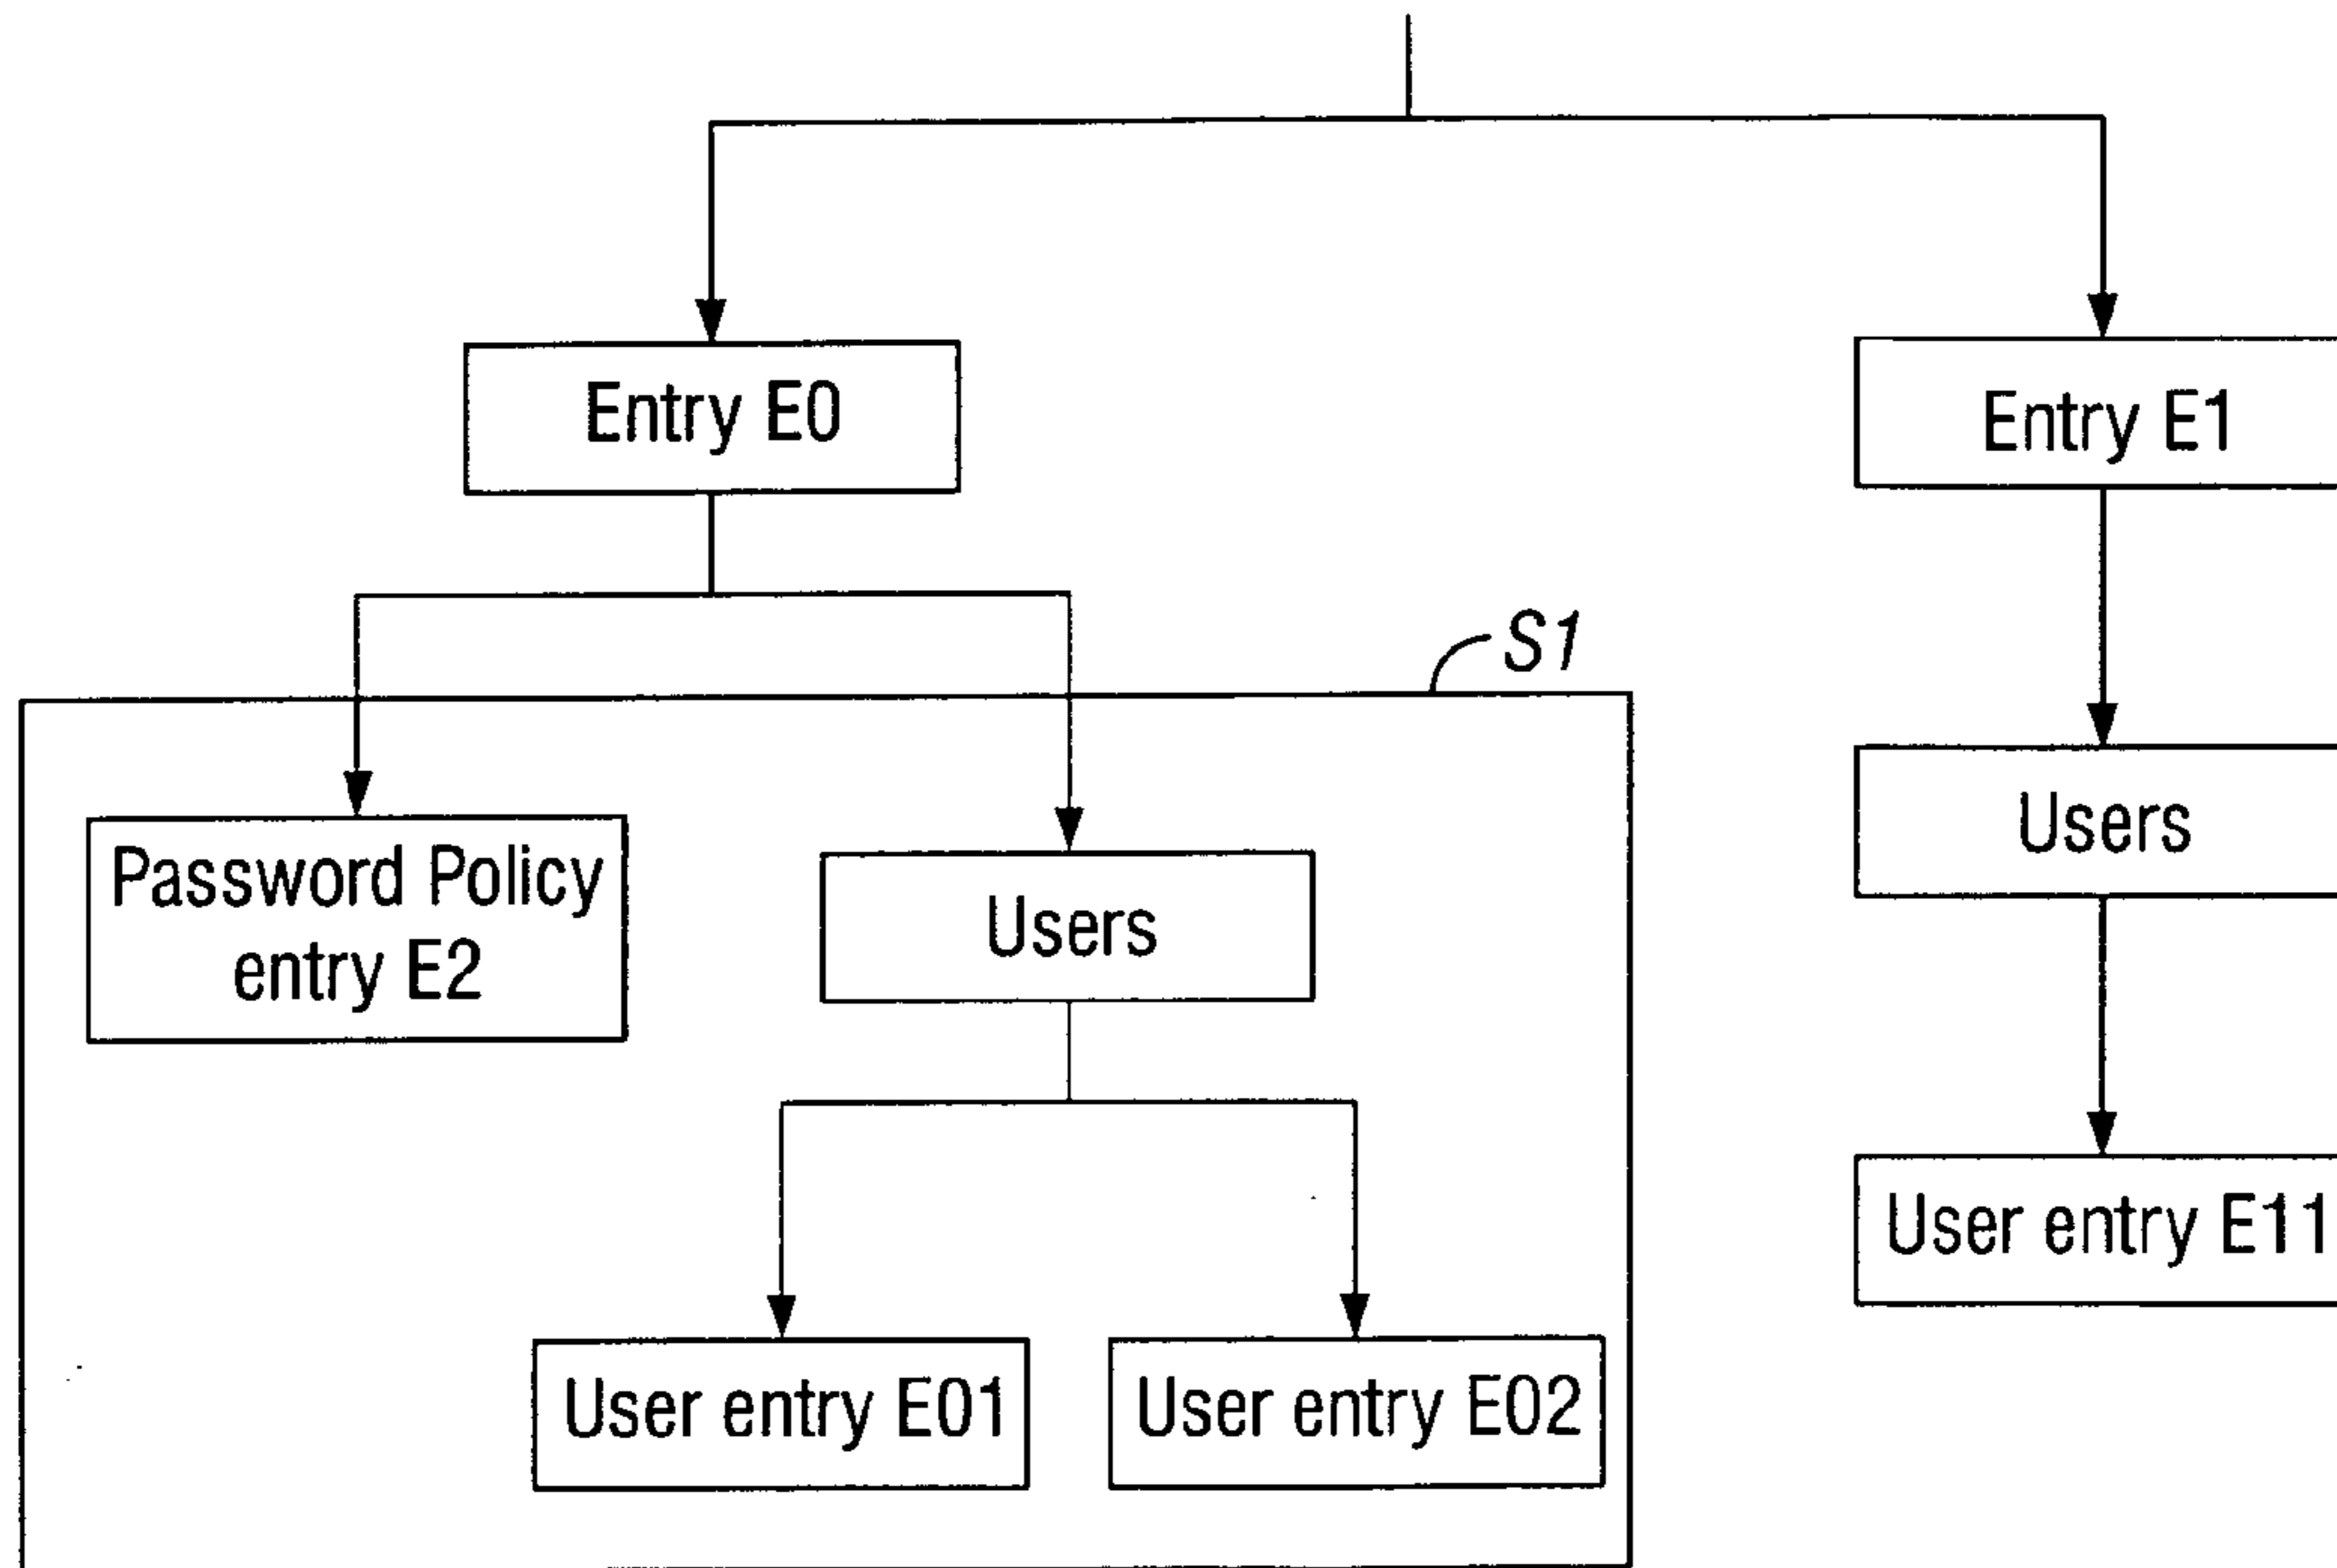 Entry E0
Entry E1
S1
Password Policy
entry E2
Users
Users
User entry E01
User entry E02
User entry E11